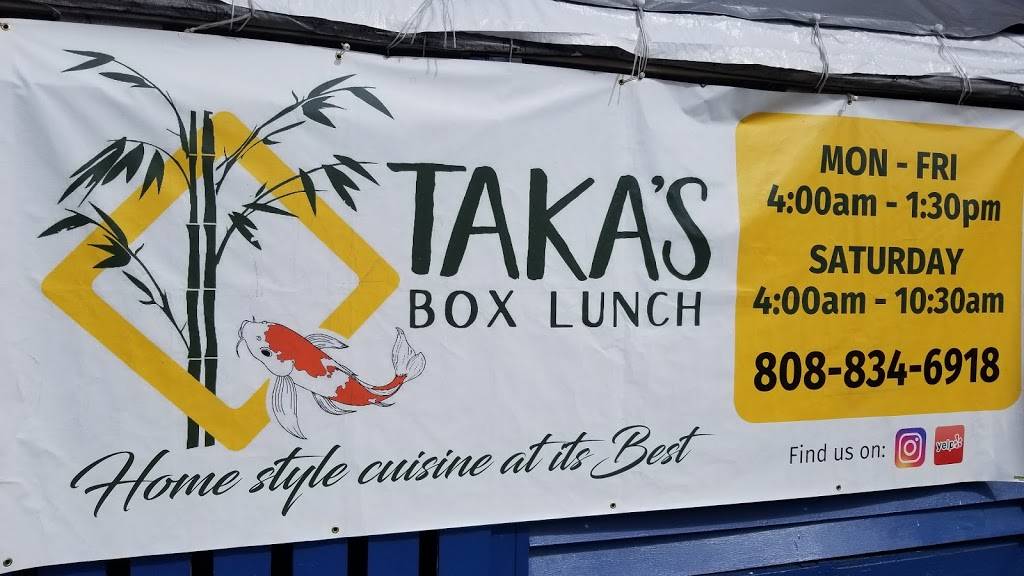 TAKA'S
BOX LUNCH
Home style cuisine at its Best
MON - FRI
4:00am - 1:30pm
SATURDAY
4:00am - 10:30am
808-834-6918
Find us on: yelp